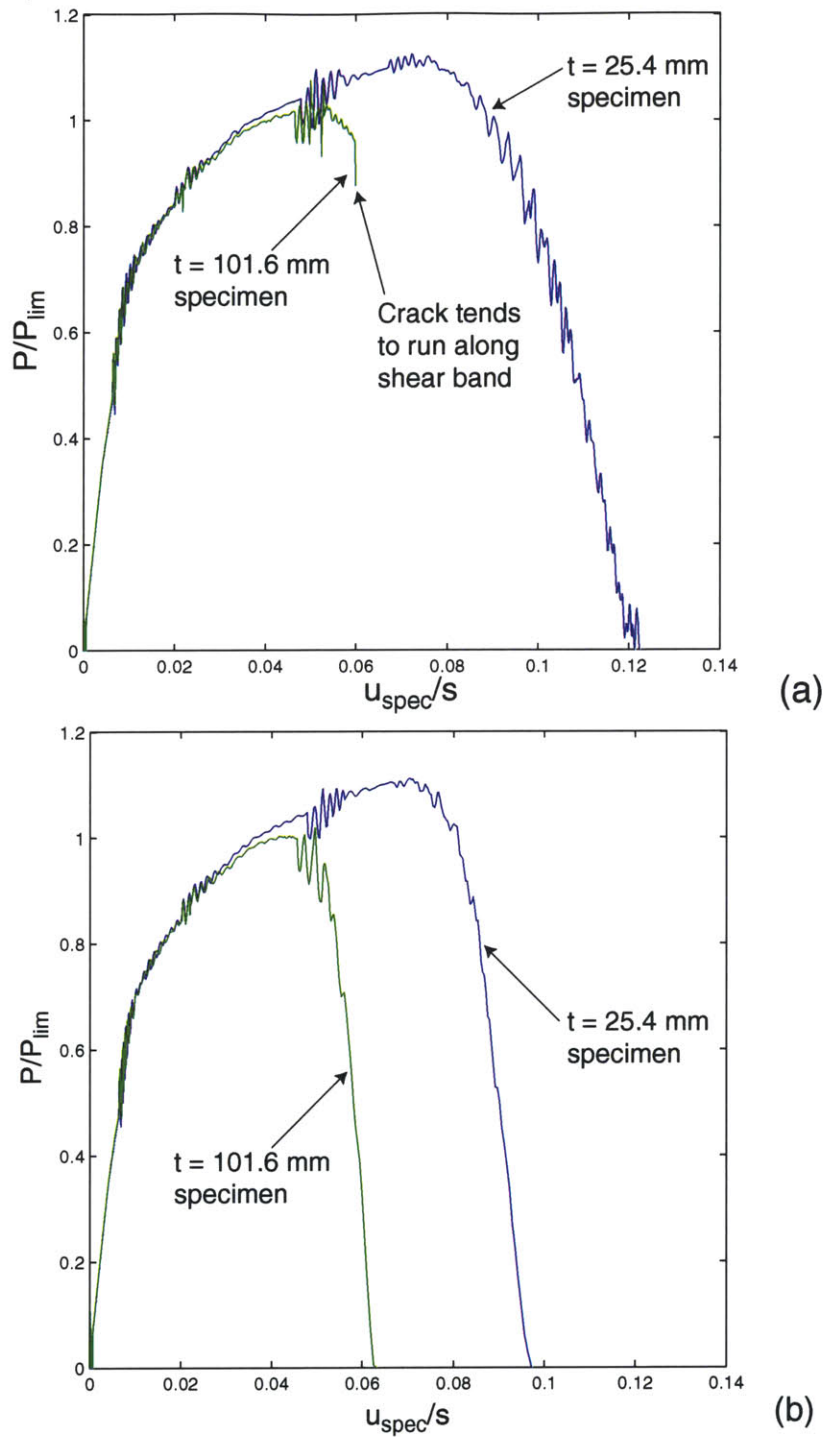 1.2
1
0.8
0.6
0.4
0.2
0
P/Plim
t = 25.4 mm
specimen
t = 101.6 mm
specimen
Crack tends
to run along
shear band
0
0.02
0.04
0.06
0.08
0.1
0.12
0.14
uspec/s
(a)
1.2
1
0.8
0.6
0.4
0.2
0
P/Plim
t = 25.4 mm
specimen
t = 101.6 mm
specimen
0
0.02
0.04
0.06
0.08
0.1
0.12
0.14
uspec/s
(b)